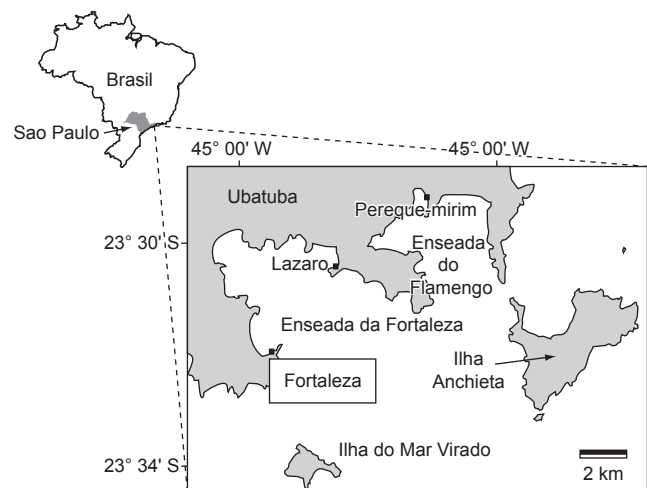 Brasil
Sao Paulo
45° 00' W
45° 00' W
Ubatuba
Pereque-mirim
23° 30' S
Enseada
do
Flamengo
Lazaro
Enseada da Fortaleza
Ilha
Anchieta
Fortaleza
Ilha do Mar Virado
23° 34' S
2 km